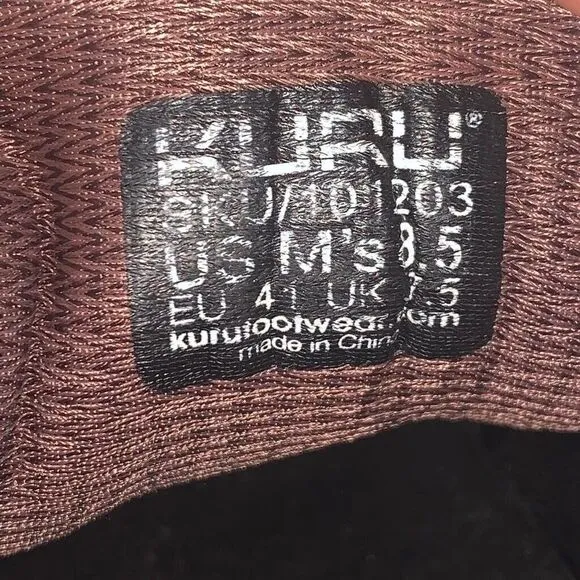 KURU®
SKU/101203
US M's 8.5
EU 41 UK 7.5
kurufootwear.com
made in China